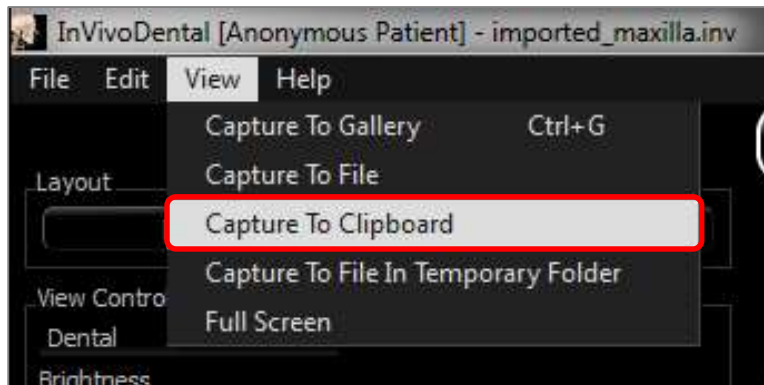 InVivoDental [Anonymous Patient] - imported_maxilla.inv
File Edit View Help
Capture To Gallery Ctrl+G
Layout
Capture To File
Capture To Clipboard
Capture To File In Temporary Folder
View Contro
Full Screen
Dental
Brightness